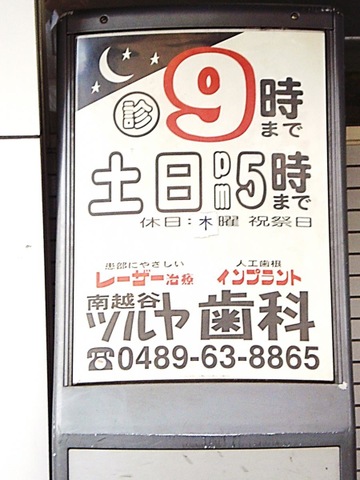 診9時まで
土日pm5時まで
休日:木曜 祝祭日
患部にやさしい 人工歯根
レーザー治療 インプラント
南越谷
ツルヤ歯科
☎0489-63-8865